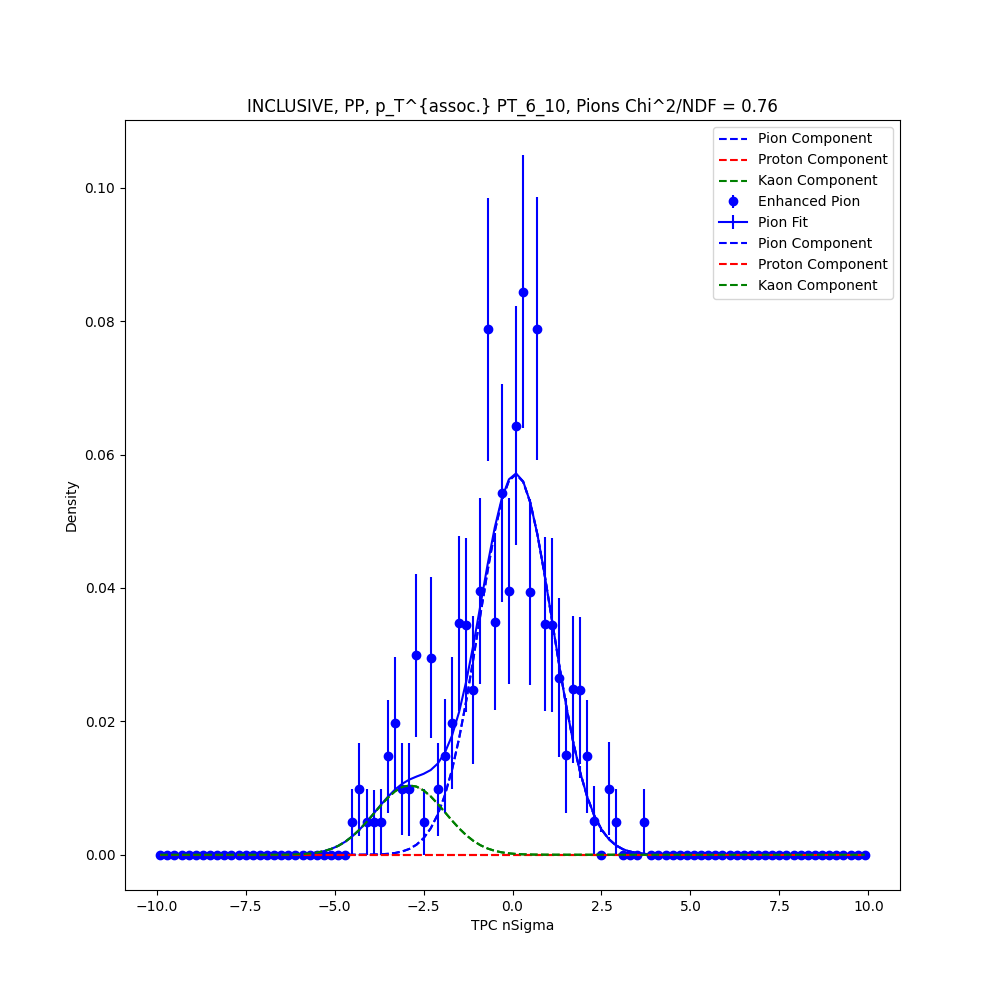 INCLUSIVE, PP, p_T^{assoc.} PT_6_10, Pions Chi^2/NDF = 0.76
Pion Component
Proton Component
Kaon Component
Enhanced Pion
Pion Fit
Pion Component
Proton Component
Kaon Component
0.10
0.08
0.06
0.04
0.02
0.00
Density
−10.0 −7.5 −5.0 −2.5 0.0 2.5 5.0 7.5 10.0
TPC nSigma